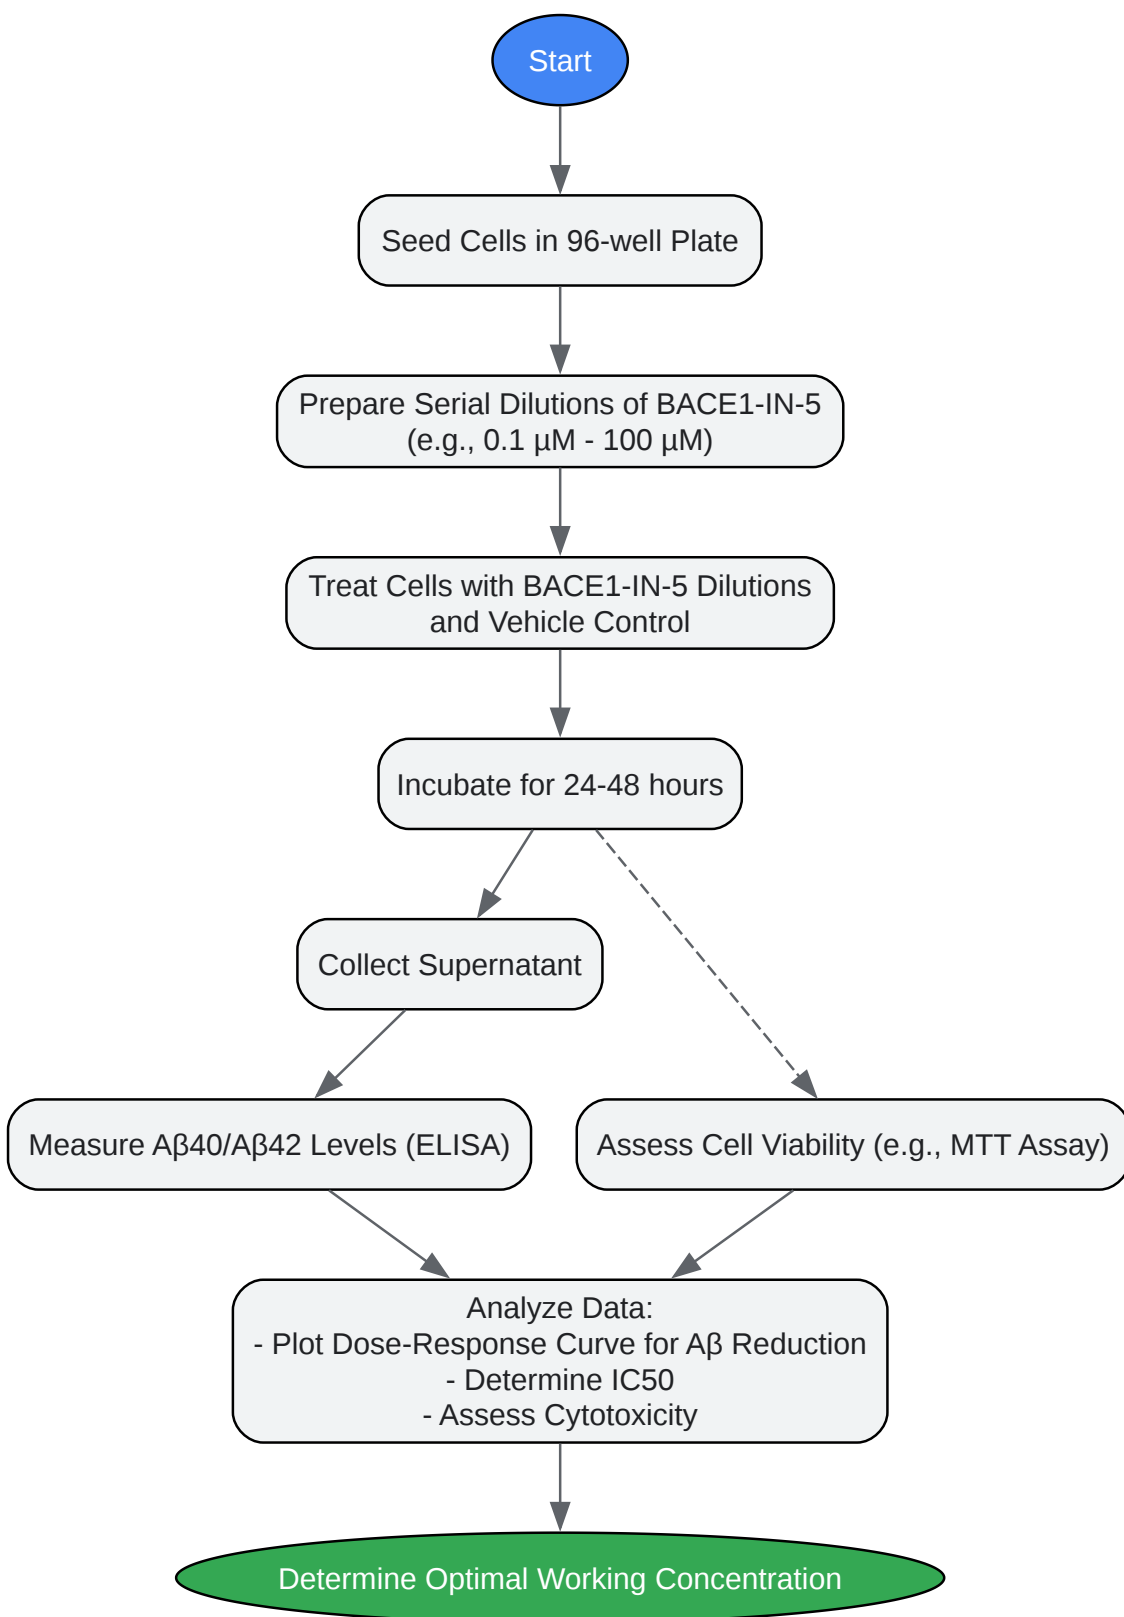 Start
Seed Cells in 96-well Plate
Prepare Serial Dilutions of BACE1-IN-5
(e.g., 0.1 µM - 100 µM)
Treat Cells with BACE1-IN-5 Dilutions
and Vehicle Control
Incubate for 24-48 hours
Collect Supernatant
Measure Aβ40/Aβ42 Levels (ELISA)
Assess Cell Viability (e.g., MTT Assay)
Analyze Data:
- Plot Dose-Response Curve for Aβ Reduction
- Determine IC50
- Assess Cytotoxicity
Determine Optimal Working Concentration